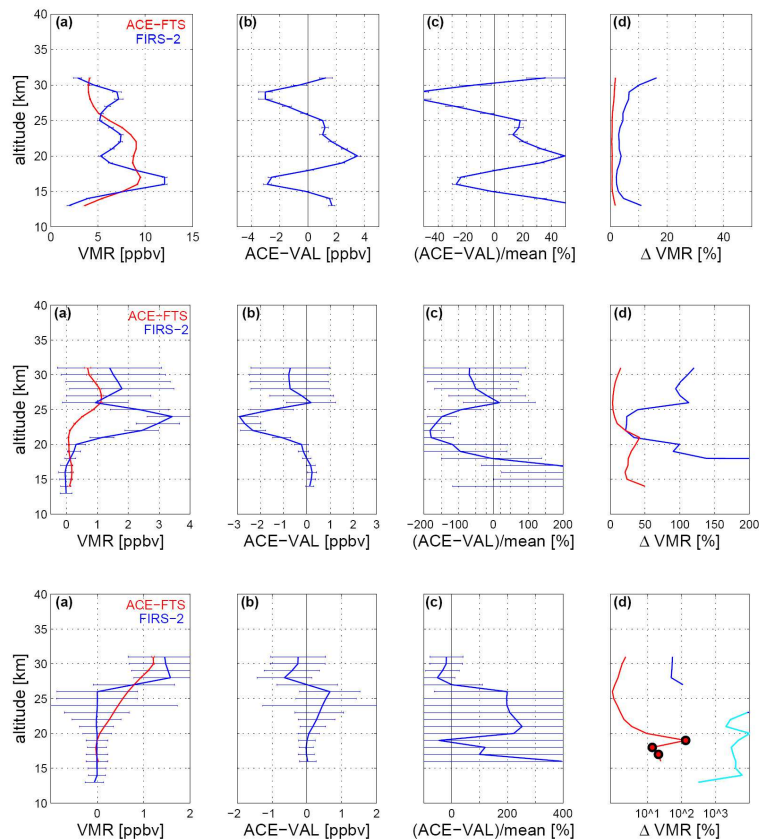 (a) (b) (c) (d)
ACE-FTS
FIRS-2
40
35
30
25
20
15
10
altitude [km]
0 5 10 15
−4 −2 0 2 4
−40 −20 0 20 40
0 20 40
VMR [ppbv] ACE−VAL [ppbv] (ACE−VAL)/mean [%] Δ VMR [%]
(a) (b) (c) (d)
ACE-FTS
FIRS-2
40
35
30
25
20
15
10
altitude [km]
0 1 2 3 4
−3 −2 −1 0 1 2 3
−200 −100 0 100 200
0 50 100 150 200
VMR [ppbv] ACE−VAL [ppbv] (ACE−VAL)/mean [%] Δ VMR [%]
(a) (b) (c) (d)
ACE-FTS
FIRS-2
40
35
30
25
20
15
10
altitude [km]
−1 0 1 2
−2 −1 0 1 2
0 200 400
10^1 10^2 10^3
VMR [ppbv] ACE−VAL [ppbv] (ACE−VAL)/mean [%] Δ VMR [%]